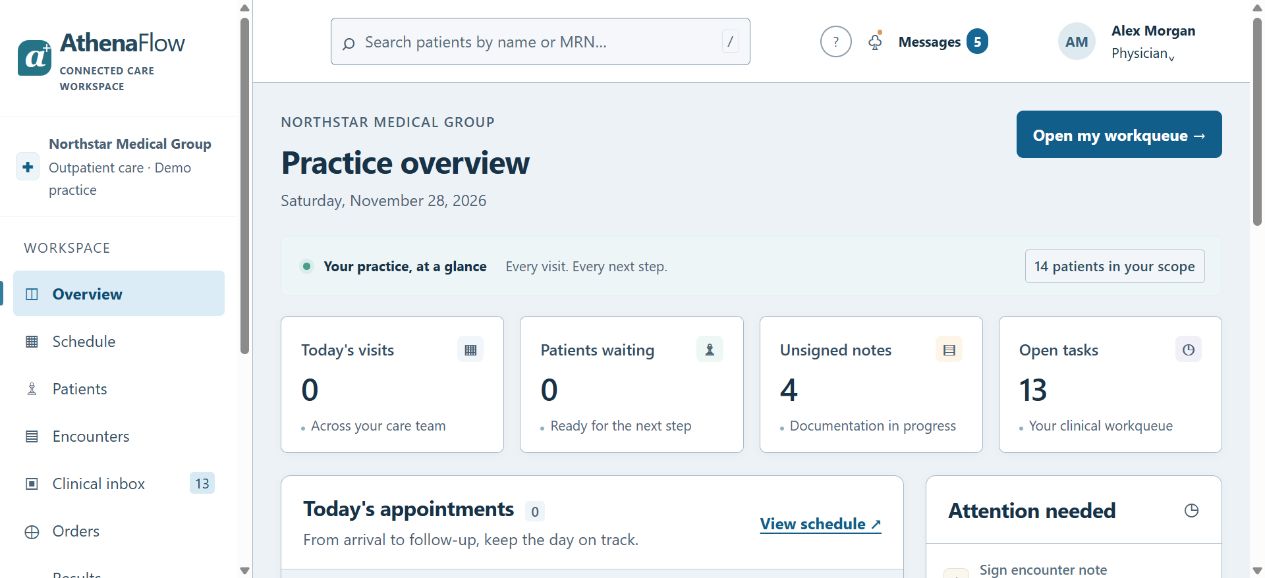 AthenaFlow
CONNECTED CARE
WORKSPACE
Northstar Medical Group
Outpatient care · Demo
practice
WORKSPACE
Overview
Schedule
Patients
Encounters
Clinical inbox 13
Orders
Results
Search patients by name or MRN... /
?
Messages 5
AM
Alex Morgan
Physician
NORTHSTAR MEDICAL GROUP
Practice overview
Saturday, November 28, 2026
Open my workqueue →
Your practice, at a glance Every visit. Every next step.
14 patients in your scope
Today's visits
0
Across your care team
Patients waiting
0
Ready for the next step
Unsigned notes
4
Documentation in progress
Open tasks
13
Your clinical workqueue
Today's appointments 0
From arrival to follow-up, keep the day on track.
View schedule ↗
Attention needed
Sign encounter note